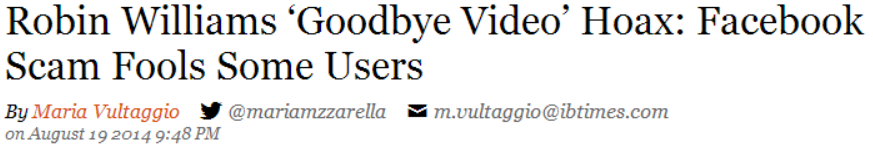 Robin Williams ‘Goodbye Video’ Hoax: Facebook
Scam Fools Some Users
By Maria Vultaggio @mariamzzarella m.vultaggio@ibtimes.com
on August 19 2014 9:48 PM